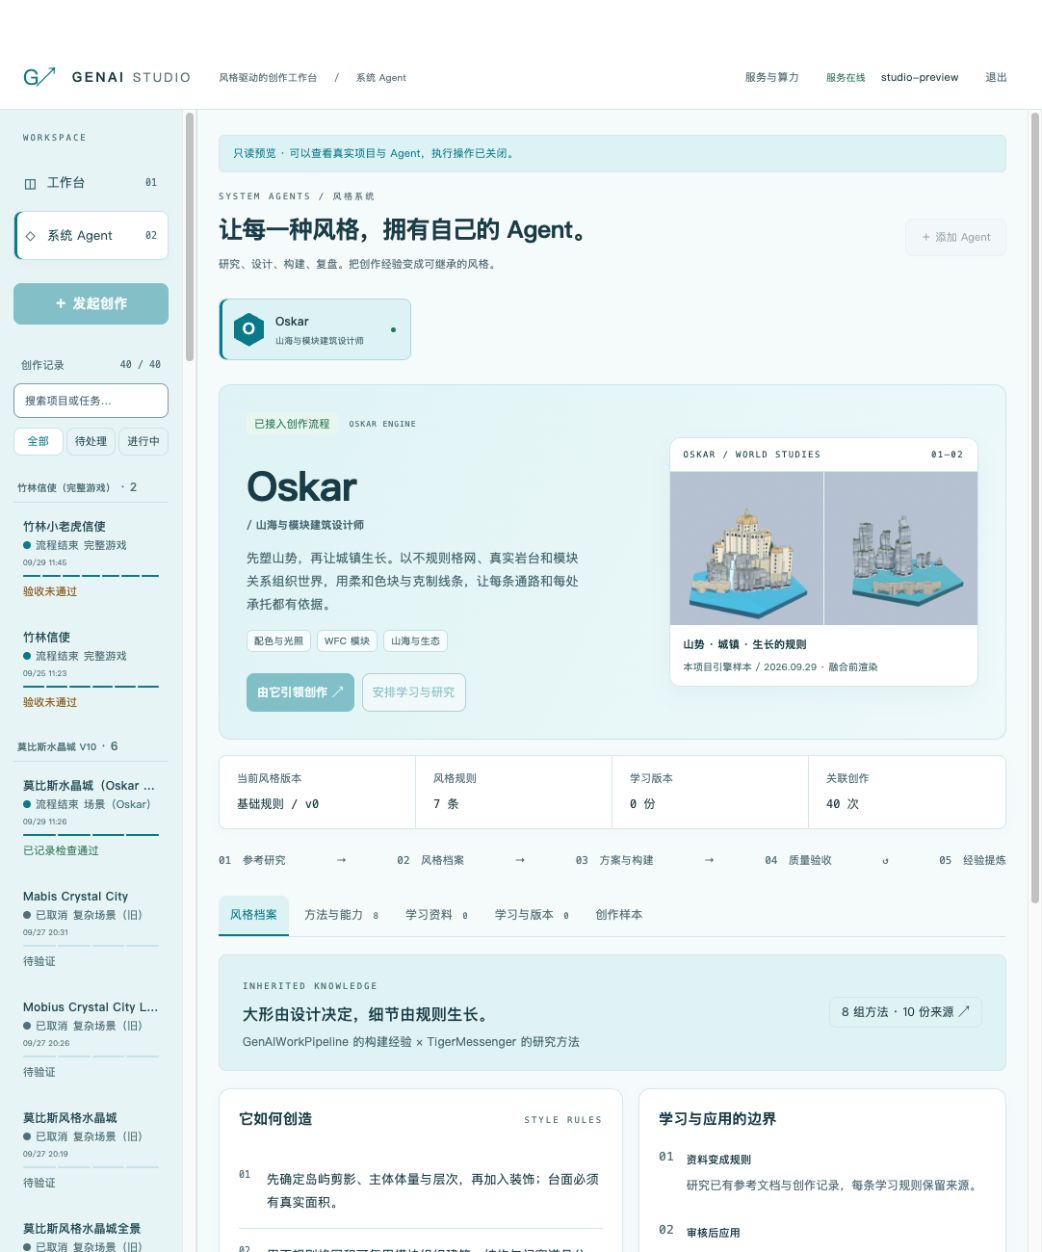 GENAI STUDIO 风格驱动的创作工作台 / 系统 Agent 服务与算力 服务在线 studio-preview 退出
WORKSPACE
工作台 01
系统 Agent 02
+ 发起创作
创作记录 40 / 40
搜索项目或任务...
全部 待处理 进行中
竹林信使（完整游戏） · 2
竹林小老虎信使
流程结束 完整游戏
09/29 11:45
验收未通过
竹林信使
流程结束 完整游戏
09/25 11:23
验收未通过
莫比斯水晶城 V10 · 6
莫比斯水晶城（Oskar ...
流程结束 场景（Oskar）
09/29 11:26
已记录检查通过
Mabis Crystal City
已取消 复杂场景（旧）
09/27 20:31
待验证
Mobius Crystal City L...
已取消 复杂场景（旧）
09/27 20:26
待验证
莫比斯风格水晶城
已取消 复杂场景（旧）
09/27 20:19
待验证
莫比斯风格水晶城全景
已取消 复杂场景（旧）
只读预览 · 可以查看真实项目与 Agent，执行操作已关闭。
SYSTEM AGENTS / 风格系统
让每一种风格，拥有自己的 Agent。
+ 添加 Agent
研究、设计、构建、复盘。把创作经验变成可继承的风格。
O Oskar
山海与模块建筑设计师
已接入创作流程 OSKAR ENGINE
Oskar
/ 山海与模块建筑设计师
先塑山势，再让城镇生长。以不规则格网、真实岩台和模块
关系组织世界，用柔和色块与克制线条，让每条通路和每处
承托都有依据。
配色与光照 WFC 模块 山海与生态
由它引领创作 ↗ 安排学习与研究
OSKAR / WORLD STUDIES 01—02
山势 · 城镇 · 生长的规则
本项目引擎样本 / 2026.09.29 · 融合前渲染
当前风格版本 风格规则 学习版本 关联创作
基础规则 / v0 7 条 0 份 40 次
01 参考研究 → 02 风格档案 → 03 方案与构建 → 04 质量验收 ↺ 05 经验提炼
风格档案 方法与能力 8 学习资料 0 学习与版本 0 创作样本
INHERITED KNOWLEDGE
大形由设计决定，细节由规则生长。
GenAIWorkPipeline 的构建经验 × TigerMessenger 的研究方法
8 组方法 · 10 份来源 ↗
它如何创造 STYLE RULES
01 先确定岛屿剪影、主体体量与层次，再加入装饰；台面必须
有真实面积。
02
学习与应用的边界
01 资料变成规则
研究已有参考文档与创作记录，每条学习规则保留来源。
02 审核后应用